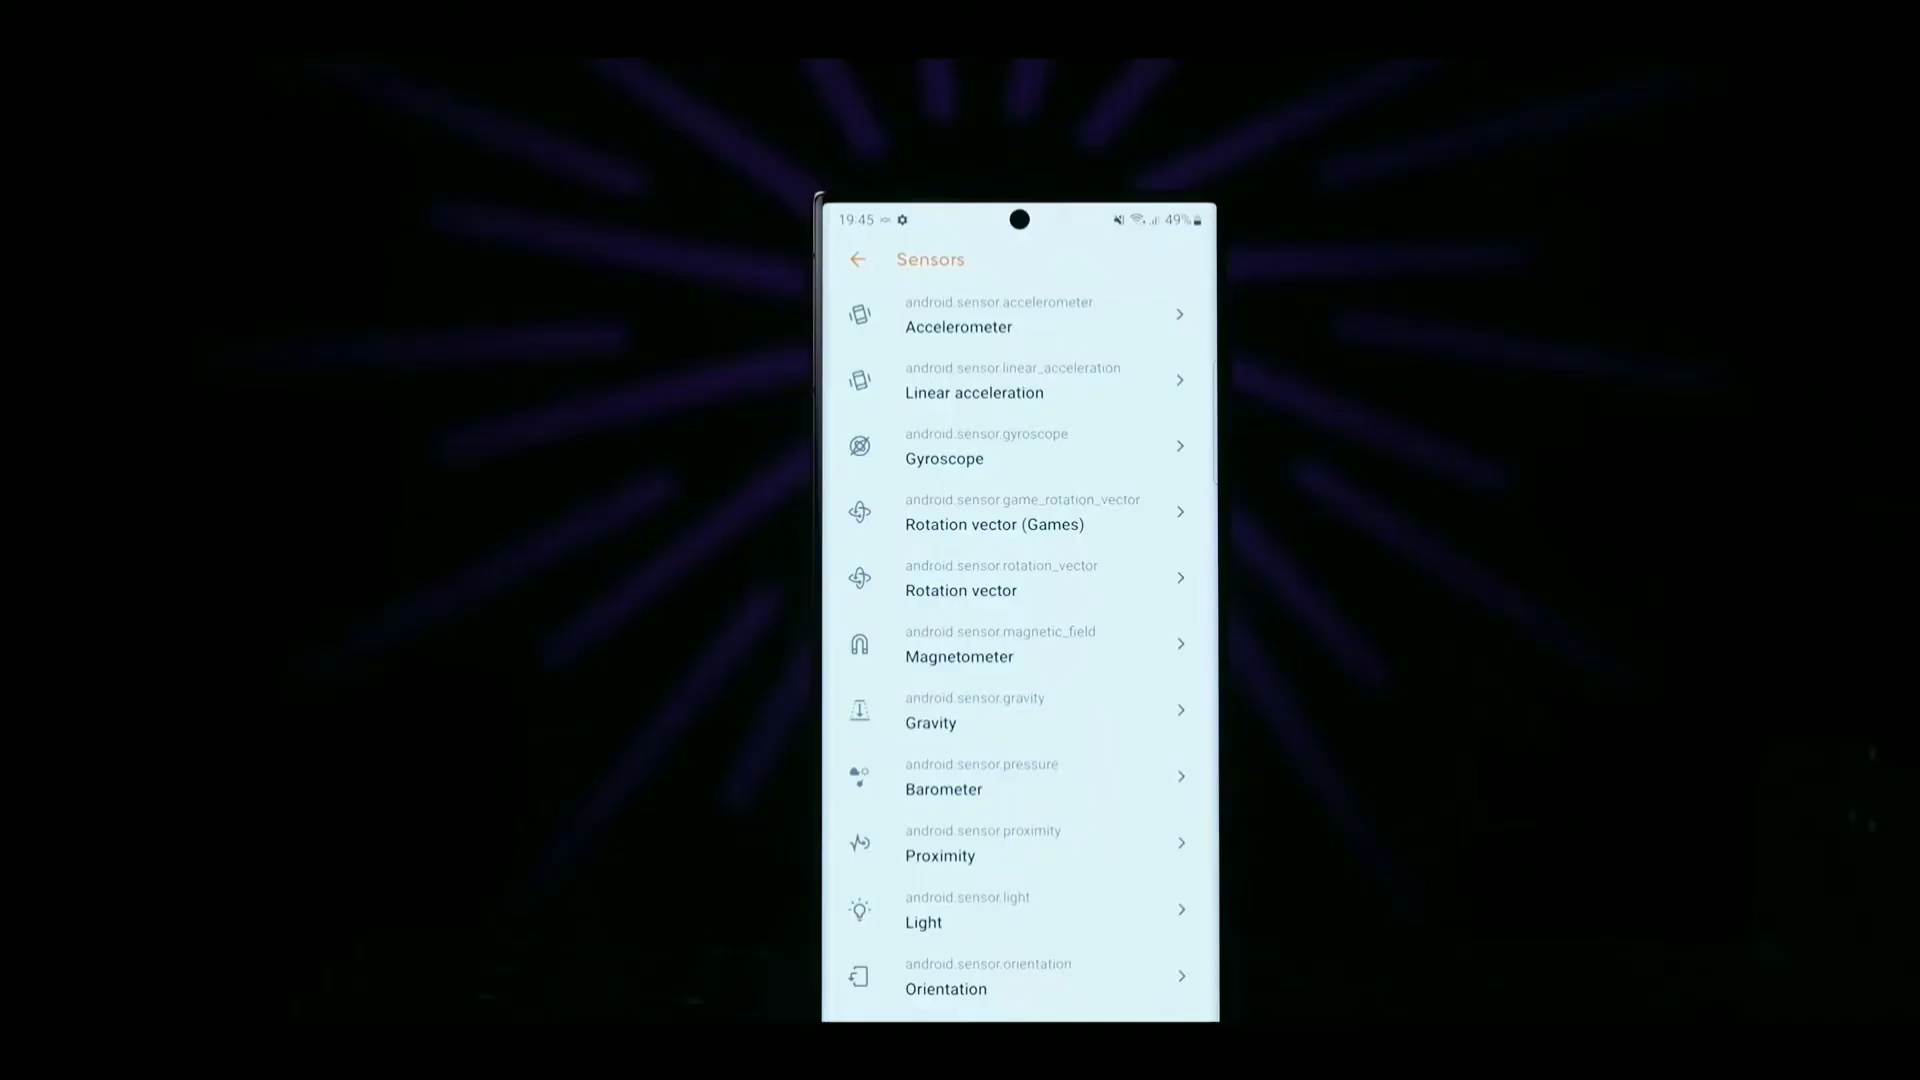 19:45
49%
Sensors
android.sensor.accelerometer
Accelerometer
android.sensor.linear_acceleration
Linear acceleration
android.sensor.gyroscope
Gyroscope
android.sensor.game_rotation_vector
Rotation vector (Games)
android.sensor.rotation_vector
Rotation vector
android.sensor.magnetic_field
Magnetometer
android.sensor.gravity
Gravity
android.sensor.pressure
Barometer
android.sensor.proximity
Proximity
android.sensor.light
Light
android.sensor.orientation
Orientation